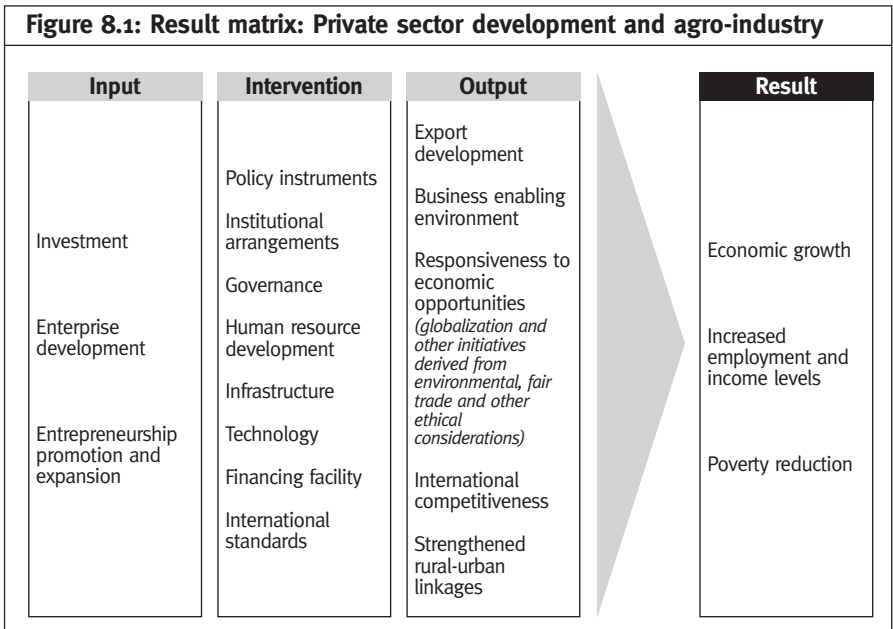 Figure 8.1: Result matrix: Private sector development and agro-industry
Input
Investment
Enterprise
development
Entrepreneurship
promotion and
expansion
Intervention
Policy instruments
Institutional
arrangements
Governance
Human resource
development
Infrastructure
Technology
Financing facility
International
standards
Output
Export
development
Business enabling
environment
Responsiveness to
economic
opportunities
(globalization and
other initiatives
derived from
environmental, fair
trade and other
ethical
considerations)
International
competitiveness
Strengthened
rural-urban
linkages
Result
Economic growth
Increased
employment and
income levels
Poverty reduction